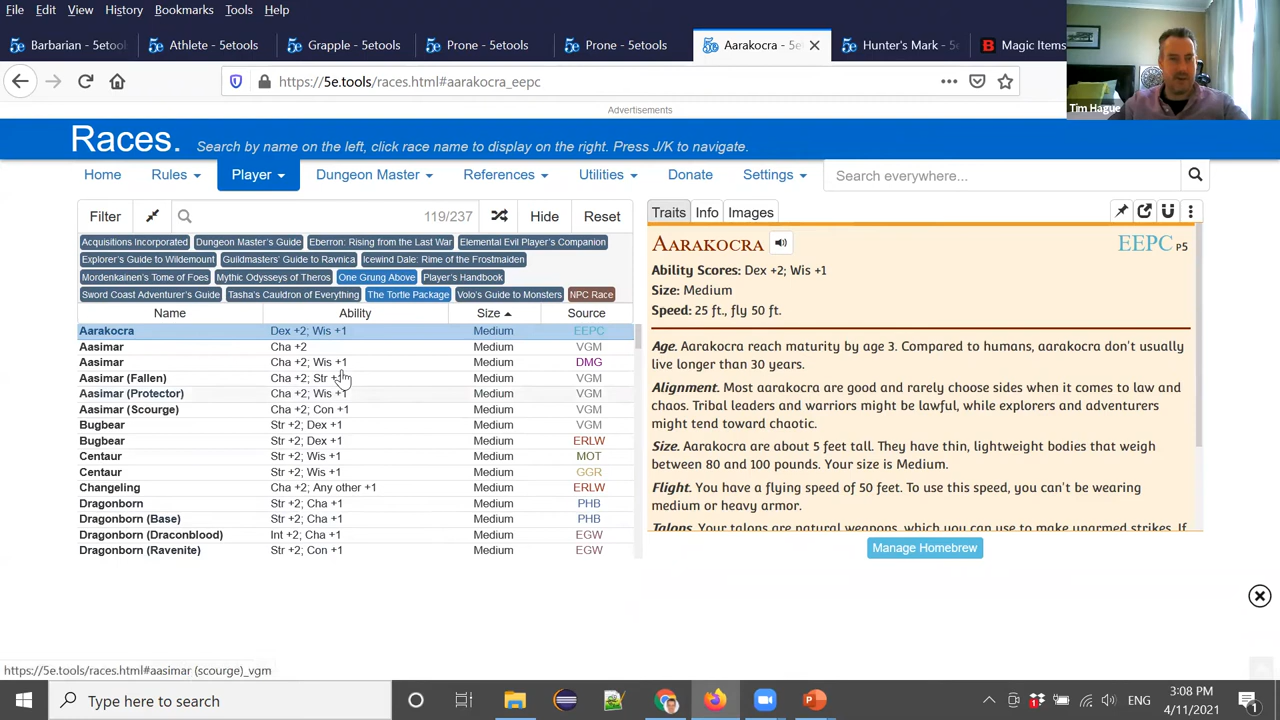 File Edit View History Bookmarks Tools Help
Barbarian - 5etools Athlete - 5etools Grapple - 5etools Prone - 5etools Prone - 5etools Aarakocra - 5et Hunter's Mark - 5et Magic Items
https://5e.tools/races.html#aarakocra_eepc
Tim Hague
Advertisements
Races. Search by name on the left, click race name to display on the right. Press J/K to navigate.
Home Rules Player Dungeon Master References Utilities Donate Settings Search everywhere...
Filter 119/237 Hide Reset
Acquisitions Incorporated Dungeon Master's Guide Eberron: Rising from the Last War Elemental Evil Player's Companion
Explorer's Guide to Wildemount Guildmasters' Guide to Ravnica Icewind Dale: Rime of the Frostmaiden
Mordenkainen's Tome of Foes Mythic Odysseys of Theros One Grung Above Player's Handbook
Sword Coast Adventurer's Guide Tasha's Cauldron of Everything The Tortle Package Volo's Guide to Monsters NPC Race
Name Ability Size Source
Aarakocra Dex +2; Wis +1 Medium EEPC
Aasimar Cha +2 Medium VGM
Aasimar Cha +2; Wis +1 Medium DMG
Aasimar (Fallen) Cha +2; Str +1 Medium VGM
Aasimar (Protector) Cha +2; Wis +1 Medium VGM
Aasimar (Scourge) Cha +2; Con +1 Medium VGM
Bugbear Str +2; Dex +1 Medium VGM
Bugbear Str +2; Dex +1 Medium ERLW
Centaur Str +2; Wis +1 Medium MOT
Centaur Str +2; Wis +1 Medium GGR
Changeling Cha +2; Any other +1 Medium ERLW
Dragonborn Str +2; Cha +1 Medium PHB
Dragonborn (Base) Str +2; Cha +1 Medium PHB
Dragonborn (Draconblood) Int +2; Cha +1 Medium EGW
Dragonborn (Ravenite) Str +2; Con +1 Medium EGW
Traits Info Images
Aarakocra EEPC P5
Ability Scores: Dex +2; Wis +1
Size: Medium
Speed: 25 ft., fly 50 ft.
Age. Aarakocra reach maturity by age 3. Compared to humans, aarakocra don't usually
live longer than 30 years.
Alignment. Most aarakocra are good and rarely choose sides when it comes to law and
chaos. Tribal leaders and warriors might be lawful, while explorers and adventurers
might tend toward chaotic.
Size. Aarakocra are about 5 feet tall. They have thin, lightweight bodies that weigh
between 80 and 100 pounds. Your size is Medium.
Flight. You have a flying speed of 50 feet. To use this speed, you can't be wearing
medium or heavy armor.
Talons. Your talons are natural weapons, which you can use to make unarmed strikes. If
Manage Homebrew
https://5e.tools/races.html#aasimar (scourge)_vgm
Type here to search
ENG
3:08 PM
4/11/2021